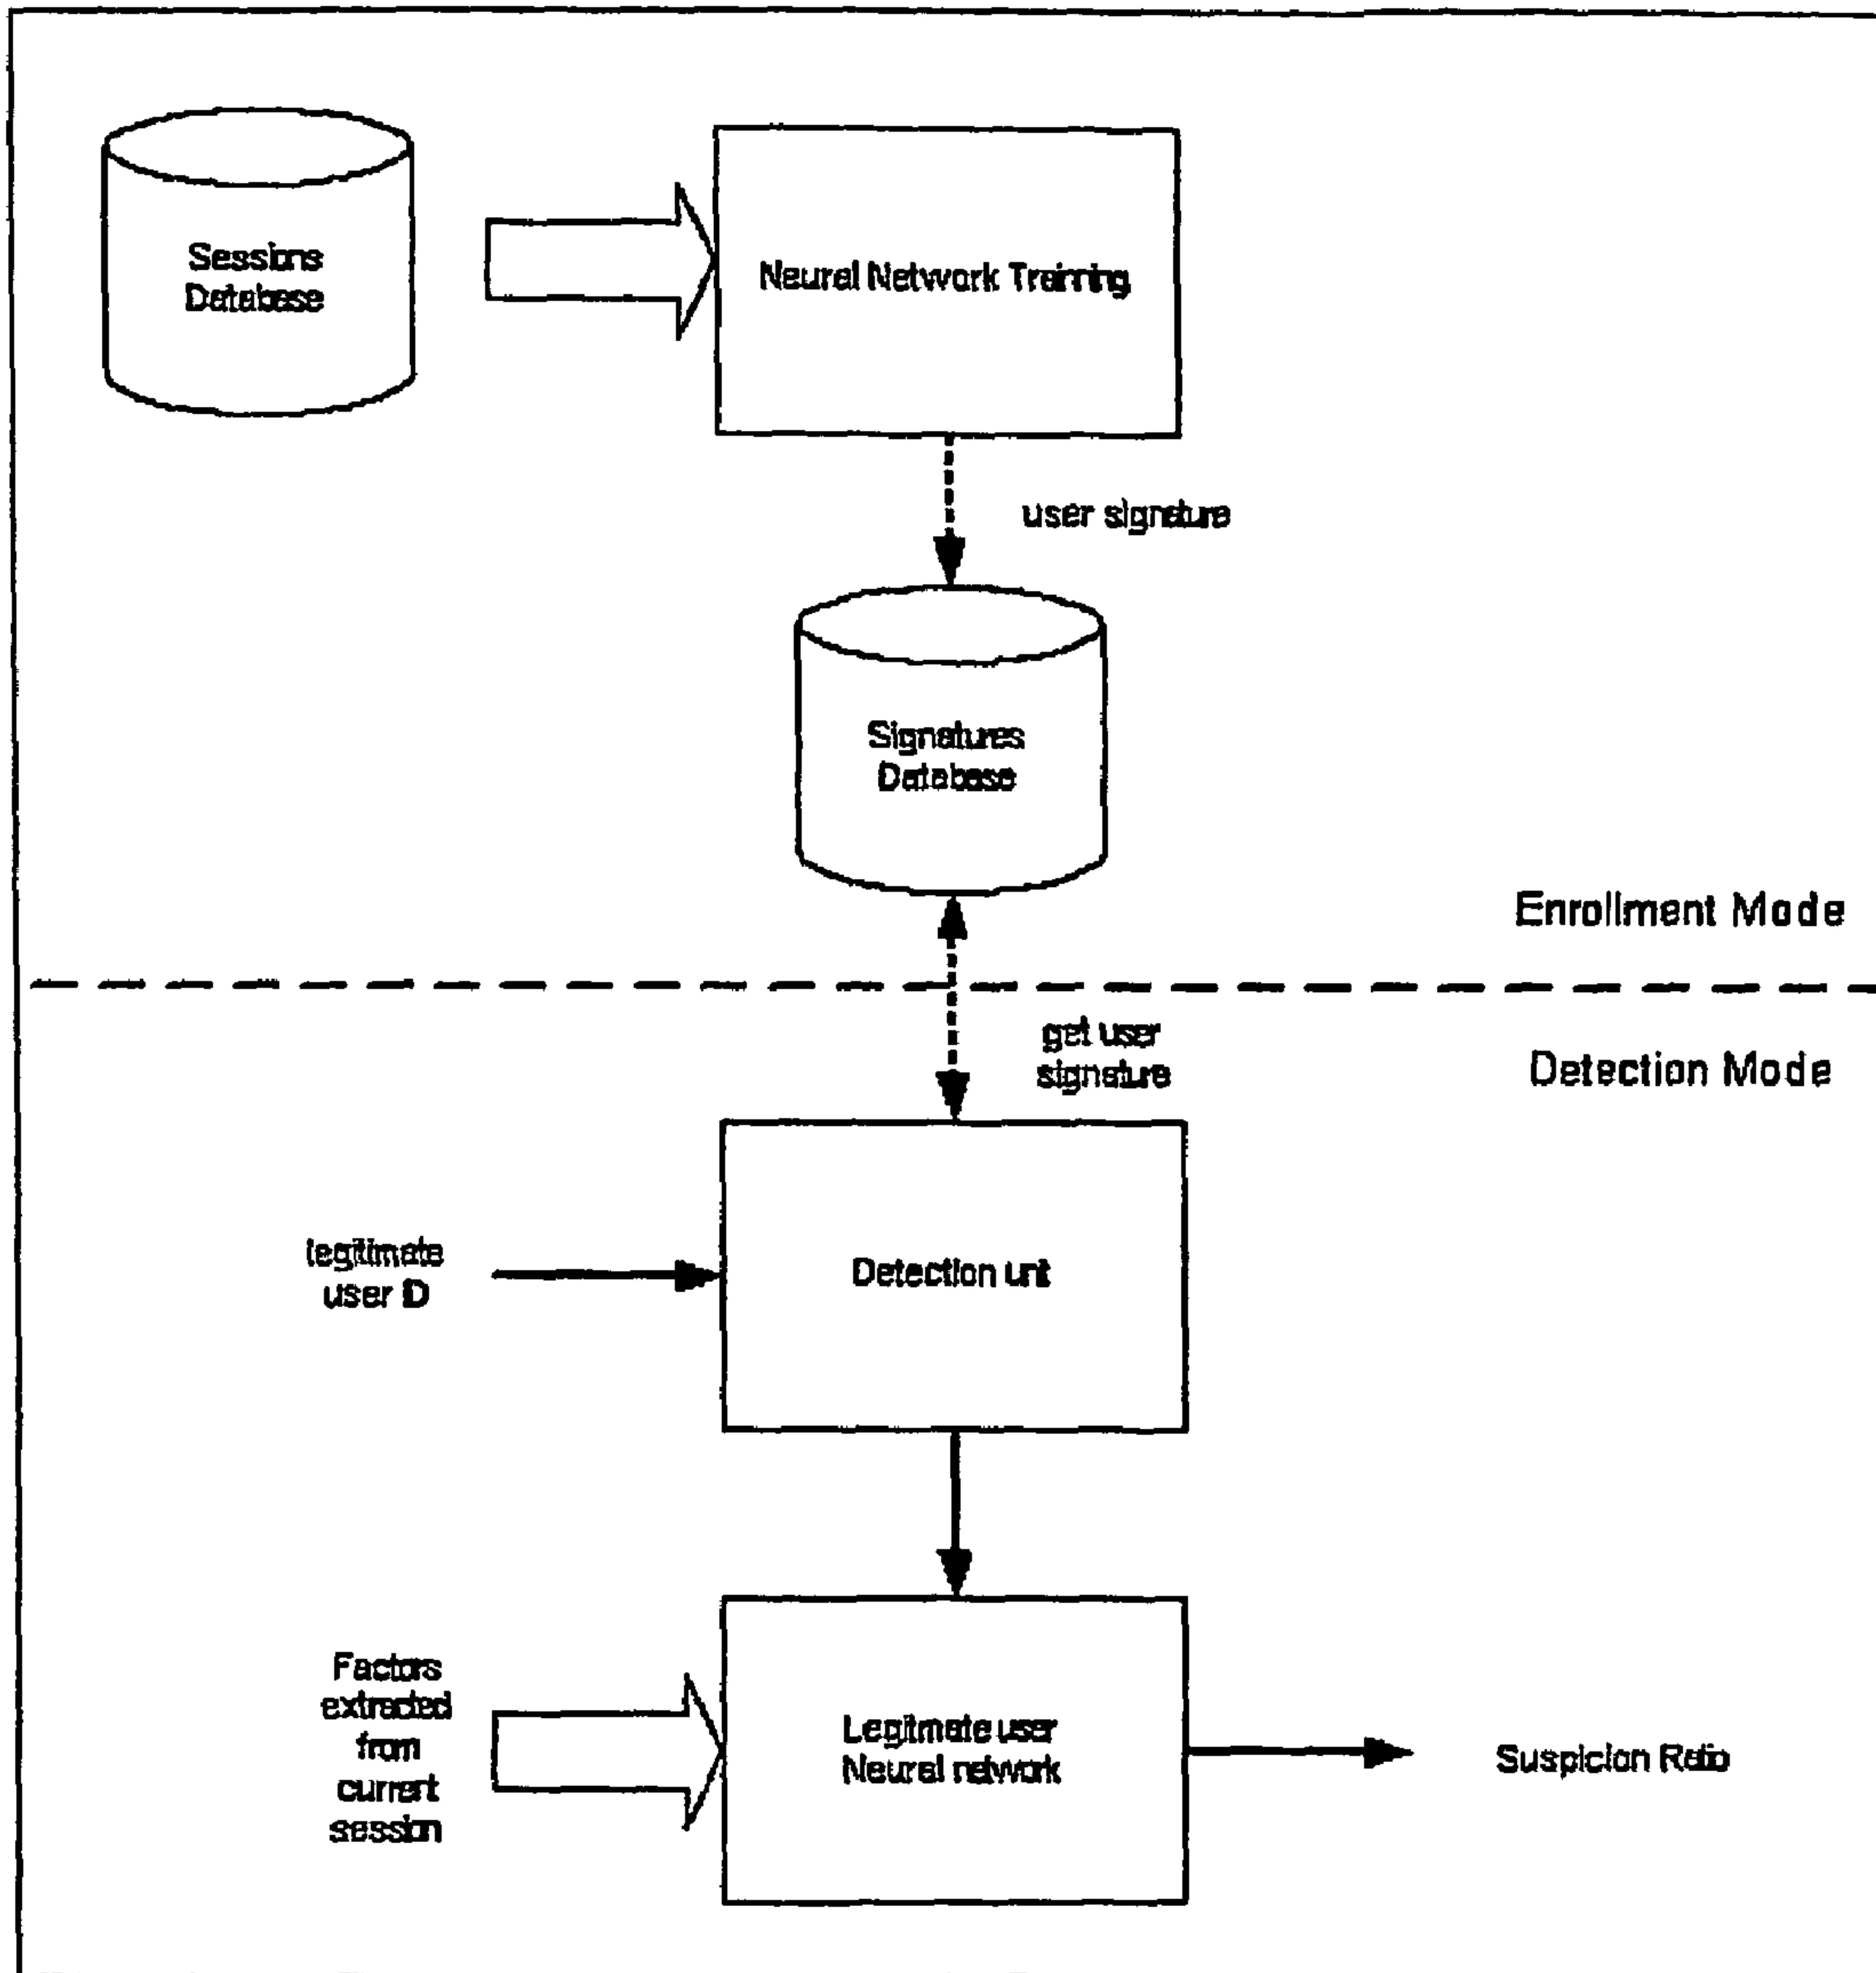 Sessions
Database
Neural Network Training
user signature
Signatures
Database
Enrollment Mode
get user
signature
Detection Mode
legitimate
user ID
Detection unit
Factors
extracted
from
current
session
Legitimate user
Neural network
Suspicion Ratio